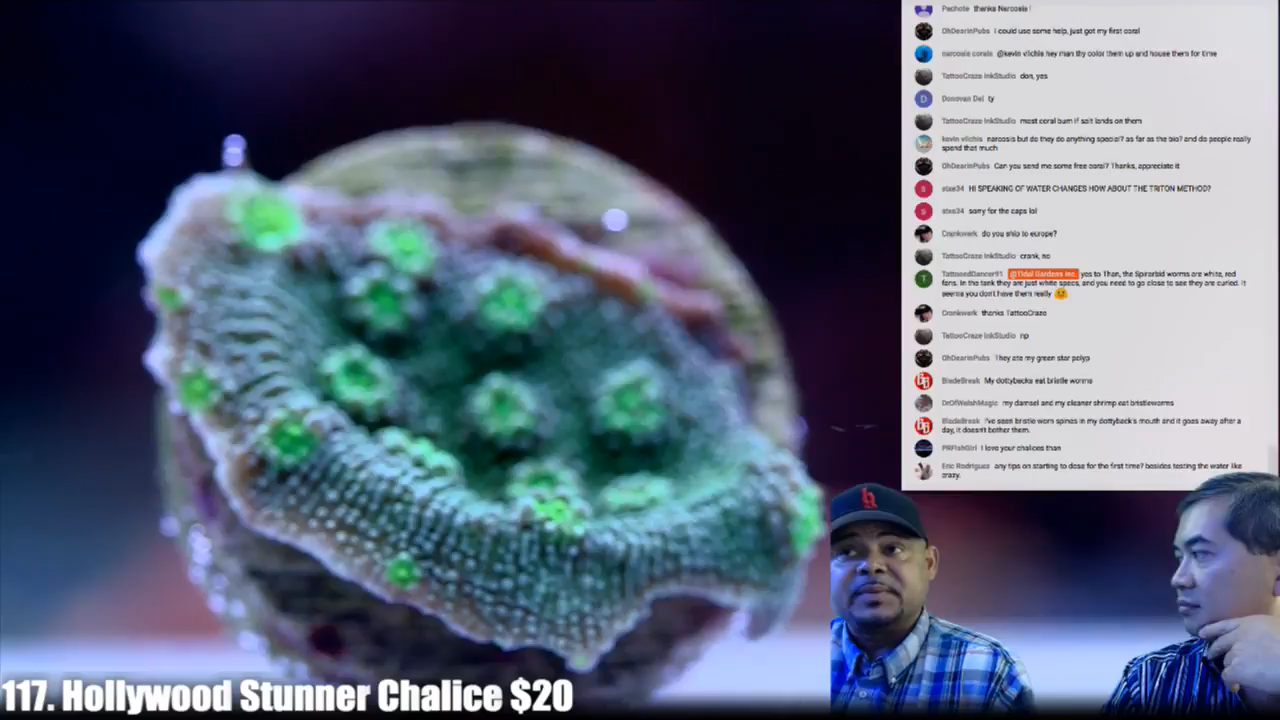 Pachote thanks Narcosis !
OhDearinPubs I could use some help, just got my first coral
narcosis corals @kevin vilchis hey man thy color them up and house them for time
TattooCraze InkStudio don, yes
D Donovan Del ty
TattooCraze InkStudio most coral burn if salt lands on them
kevin vilchis narcosis but do they do anything special? as far as the bio? and do people really
spend that much
OhDearinPubs Can you send me some free coral? Thanks, appreciate it
S stxs34 HI SPEAKING OF WATER CHANGES HOW ABOUT THE TRITON METHOD?
S stxs34 sorry for the caps lol
Crankwerk do you ship to europe?
TattooCraze InkStudio crank, no
T TattooedDancer91 @Tidal Gardens Inc. yes to Than, the Spirorbid worms are white, red
fans. In the tank they are just white specs, and you need to go close to see they are curled. It
seems you don't have them really
Crankwerk thanks TattooCraze
TattooCraze InkStudio np
OhDearinPubs They ate my green star polyp
BladeBreak My dottybacks eat bristle worms
DrOfWelshMagic my damsel and my cleaner shrimp eat bristleworms
BladeBreak I've seen bristle worn spines in my dottyback's mouth and it goes away after a
day, it doesn't bother them.
PRFishGirl I love your chalices than
Eric Rodriguez any tips on starting to dose for the first time? besides testing the water like
crazy.
h
117. Hollywood Stunner Chalice $20